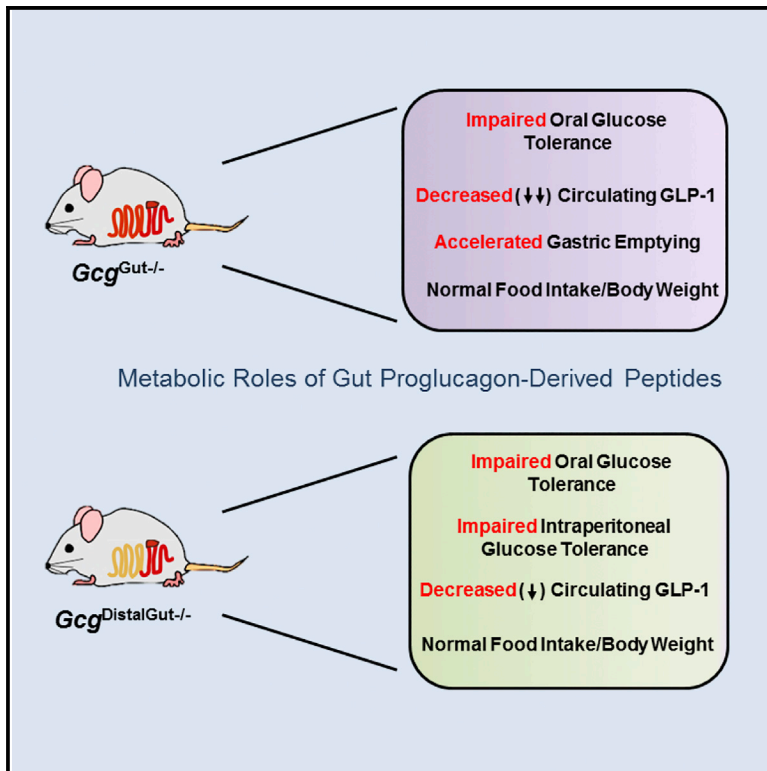 Impaired Oral Glucose
Tolerance
Decreased (↓↓) Circulating GLP-1
Accelerated Gastric Emptying
Normal Food Intake/Body Weight
Gcg^Gut-/-
Metabolic Roles of Gut Proglucagon-Derived Peptides
Impaired Oral Glucose
Tolerance
Impaired Intraperitoneal
Glucose Tolerance
Decreased (↓) Circulating GLP-1
Normal Food Intake/Body Weight
Gcg^DistalGut-/-